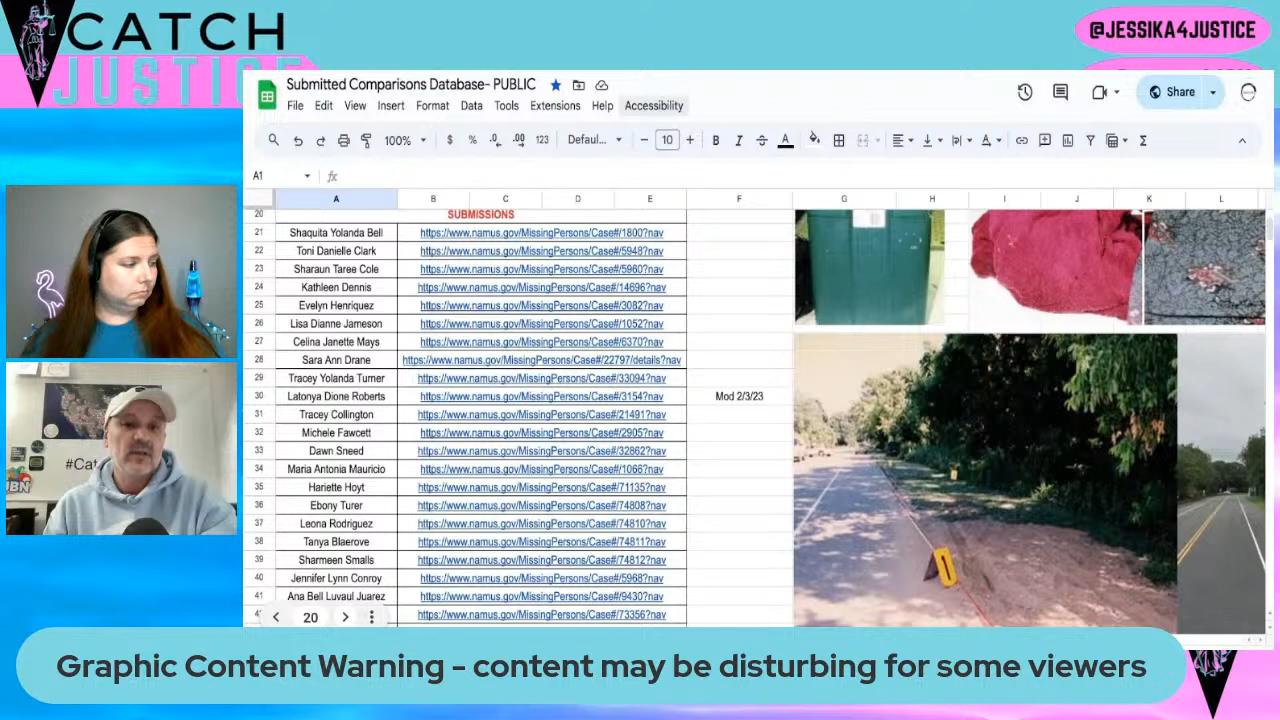 CATCH
JUSTICE
@JESSIKA4JUSTICE
Submitted Comparisons Database- PUBLIC
File Edit View Insert Format Data Tools Extensions Help Accessibility
Share
100% $ % .0 .00 123 Defaul... 10 B I A
A1 fx
A B C D E F G H I J K L
20 SUBMISSIONS
21 Shaquita Yolanda Bell https://www.namus.gov/MissingPersons/Case#/1800?nav
22 Toni Danielle Clark https://www.namus.gov/MissingPersons/Case#/5948?nav
23 Sharaun Taree Cole https://www.namus.gov/MissingPersons/Case#/5960?nav
24 Kathleen Dennis https://www.namus.gov/MissingPersons/Case#/14696?nav
25 Evelyn Henriquez https://www.namus.gov/MissingPersons/Case#/3082?nav
26 Lisa Dianne Jameson https://www.namus.gov/MissingPersons/Case#/1052?nav
27 Celina Janette Mays https://www.namus.gov/MissingPersons/Case#/6370?nav
28 Sara Ann Drane https://www.namus.gov/MissingPersons/Case#/22797/details?nav
29 Tracey Yolanda Turner https://www.namus.gov/MissingPersons/Case#/33094?nav
30 Latonya Dione Roberts https://www.namus.gov/MissingPersons/Case#/3154?nav Mod 2/3/23
31 Tracey Collington https://www.namus.gov/MissingPersons/Case#/21491?nav
32 Michele Fawcett https://www.namus.gov/MissingPersons/Case#/2905?nav
33 Dawn Sneed https://www.namus.gov/MissingPersons/Case#/32862?nav
34 Maria Antonia Mauricio https://www.namus.gov/MissingPersons/Case#/1066?nav
35 Hariette Hoyt https://www.namus.gov/MissingPersons/Case#/71135?nav
36 Ebony Turer https://www.namus.gov/MissingPersons/Case#/74808?nav
37 Leona Rodriguez https://www.namus.gov/MissingPersons/Case#/74810?nav
38 Tanya Blaerove https://www.namus.gov/MissingPersons/Case#/74811?nav
39 Sharmeen Smalls https://www.namus.gov/MissingPersons/Case#/74812?nav
40 Jennifer Lynn Conroy https://www.namus.gov/MissingPersons/Case#/5968?nav
41 Ana Bell Luvaul Juarez https://www.namus.gov/MissingPersons/Case#/9430?nav
https://www.namus.gov/MissingPersons/Case#/73356?nav
20
1
#Cat
Graphic Content Warning - content may be disturbing for some viewers